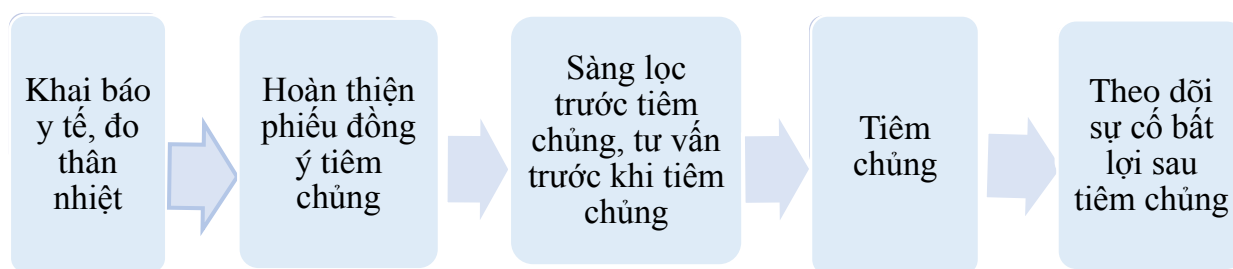 Khai báo
y tế, đo
thân
nhiệt
Hoàn thiện
phiếu đồng
ý tiêm
chủng
Sàng lọc
trước tiêm
chủng, tư vấn
trước khi tiêm
chủng
Tiêm
chủng
Theo dõi
sự cố bất
lợi sau
tiêm chủng